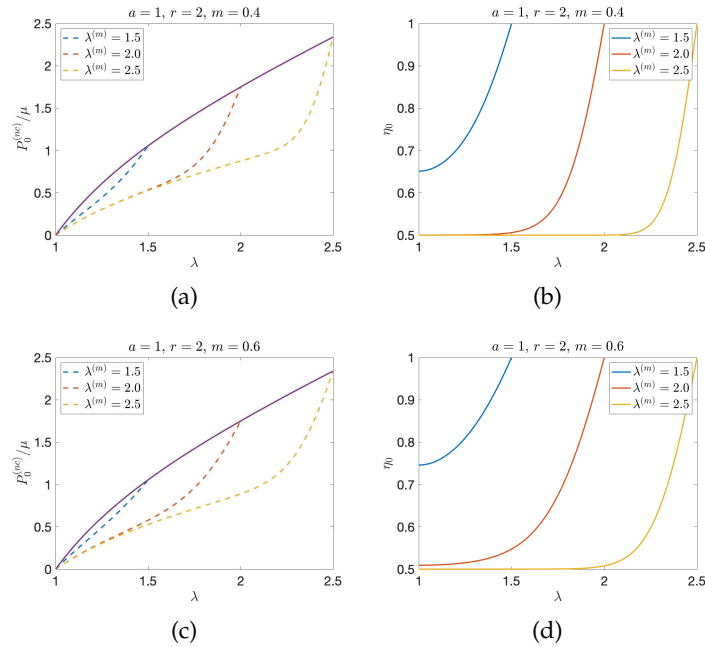 a = 1, r = 2, m = 0.4
P₀⁽ⁿᶜ⁾/μ
2.5
2
1.5
1
0.5
0
λ⁽ᵐ⁾ = 1.5
λ⁽ᵐ⁾ = 2.0
λ⁽ᵐ⁾ = 2.5
1
1.5
2
2.5
λ
(a)
a = 1, r = 2, m = 0.4
η₀
1
0.9
0.8
0.7
0.6
0.5
λ⁽ᵐ⁾ = 1.5
λ⁽ᵐ⁾ = 2.0
λ⁽ᵐ⁾ = 2.5
1
1.5
2
2.5
λ
(b)
a = 1, r = 2, m = 0.6
P₀⁽ⁿᶜ⁾/μ
2.5
2
1.5
1
0.5
0
λ⁽ᵐ⁾ = 1.5
λ⁽ᵐ⁾ = 2.0
λ⁽ᵐ⁾ = 2.5
1
1.5
2
2.5
λ
(c)
a = 1, r = 2, m = 0.6
η₀
1
0.9
0.8
0.7
0.6
0.5
λ⁽ᵐ⁾ = 1.5
λ⁽ᵐ⁾ = 2.0
λ⁽ᵐ⁾ = 2.5
1
1.5
2
2.5
λ
(d)